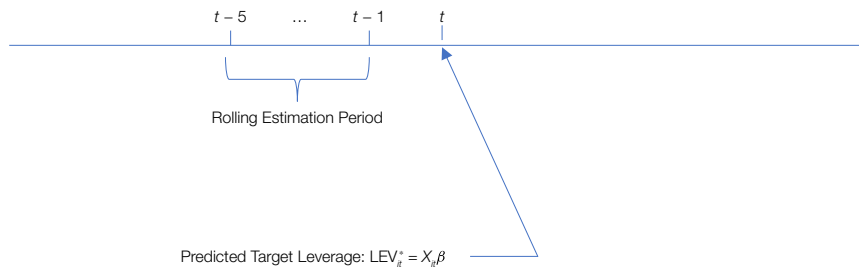 t – 5 … t – 1 t
Rolling Estimation Period
Predicted Target Leverage: LEV*it = Xitβ